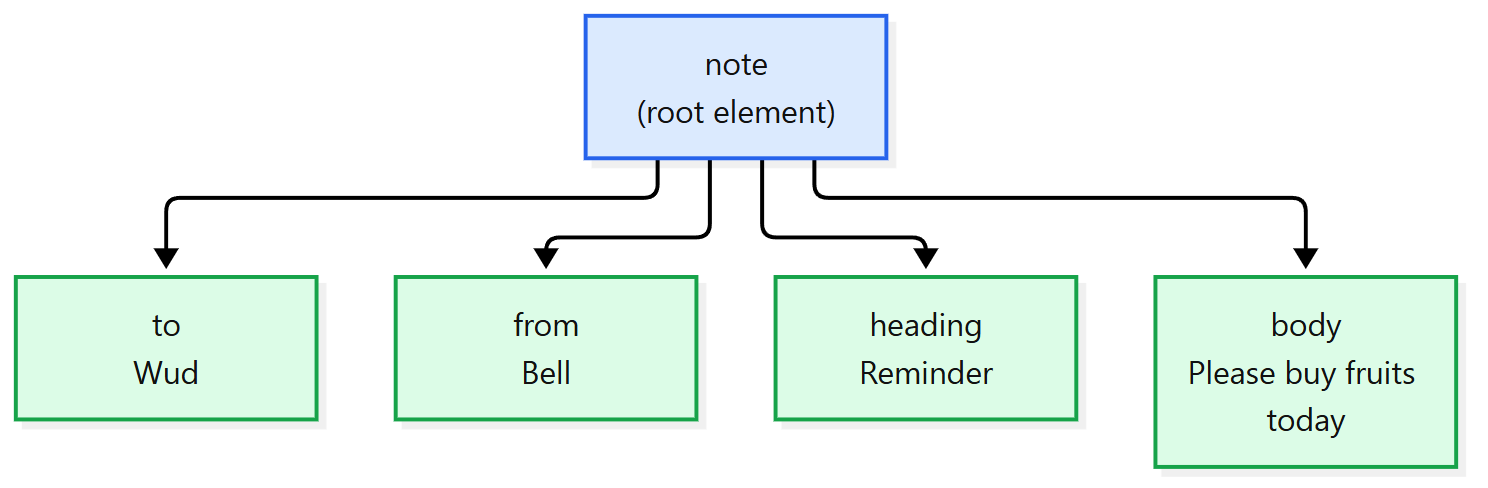 note
(root element)
to
Wud
from
Bell
heading
Reminder
body
Please buy fruits
today